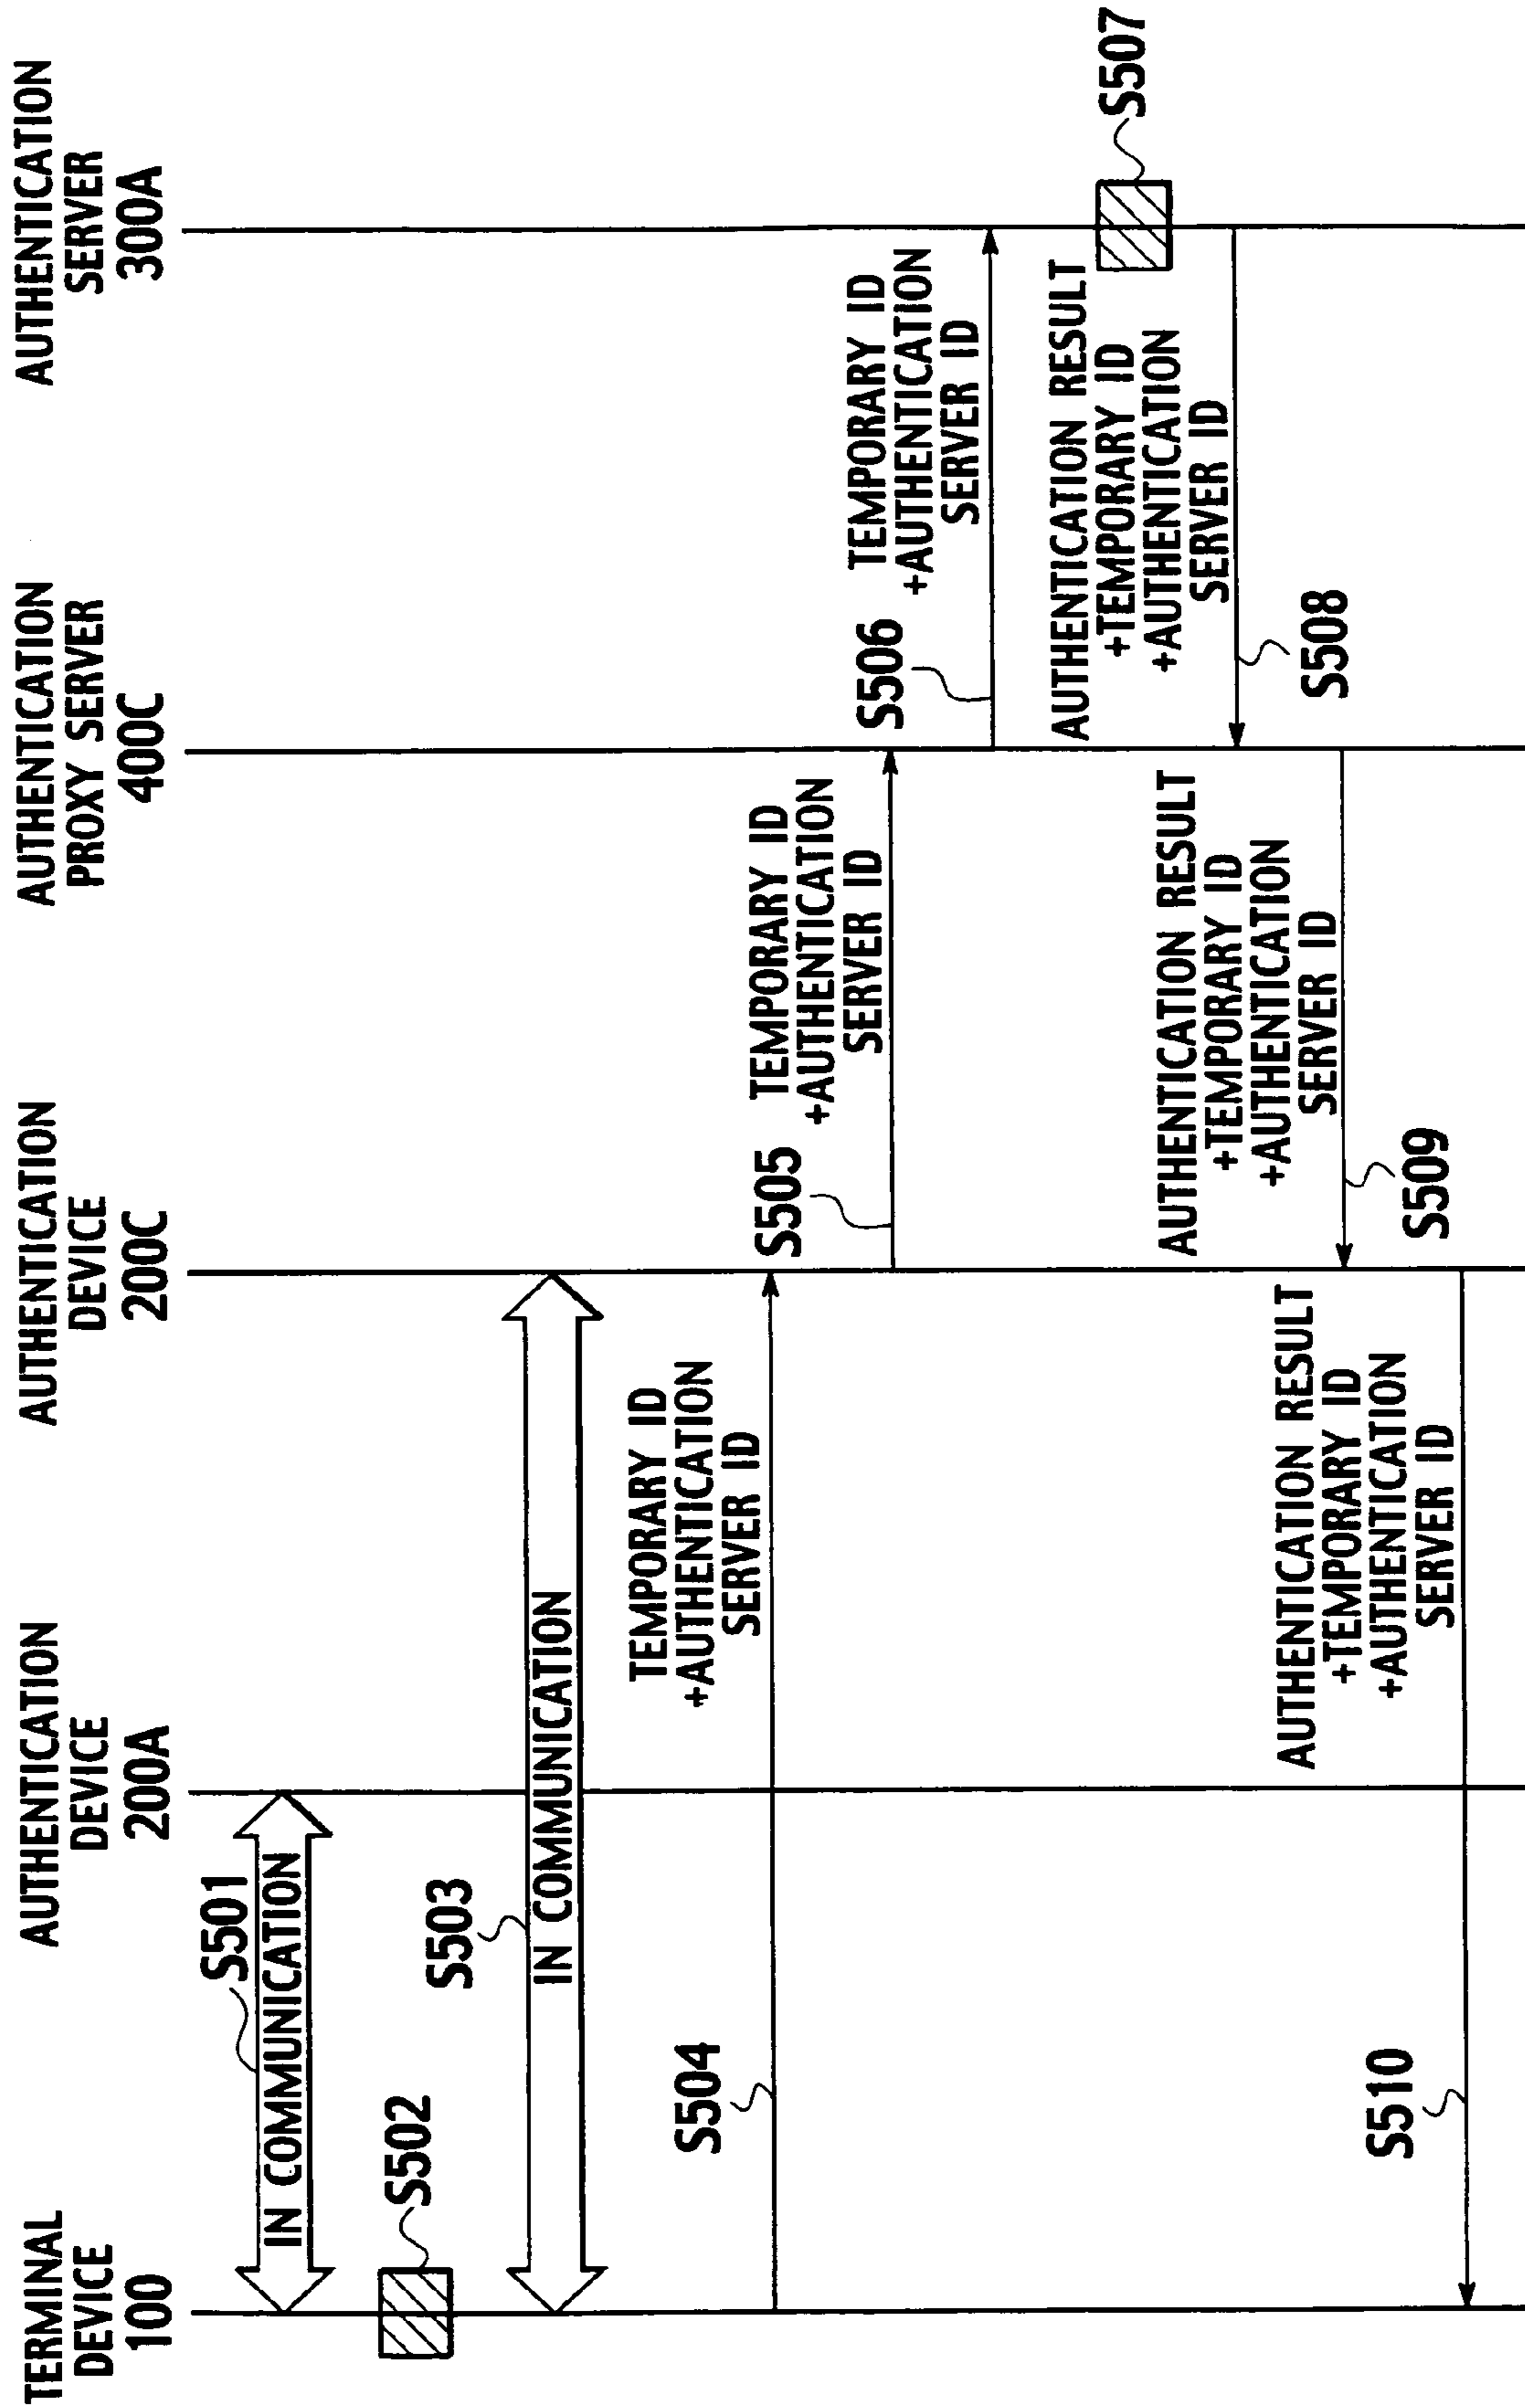 TERMINAL
DEVICE
100
AUTHENTICATION
DEVICE
200A
AUTHENTICATION
DEVICE
200C
AUTHENTICATION
PROXY SERVER
400C
AUTHENTICATION
SERVER
300A
S501
IN COMMUNICATION
S502
S503
IN COMMUNICATION
S504
TEMPORARY ID
+AUTHENTICATION
SERVER ID
S505
TEMPORARY ID
+AUTHENTICATION
SERVER ID
S506
TEMPORARY ID
+AUTHENTICATION
SERVER ID
S507
AUTHENTICATION RESULT
+TEMPORARY ID
+AUTHENTICATION
SERVER ID
S508
AUTHENTICATION RESULT
+TEMPORARY ID
+AUTHENTICATION
SERVER ID
S509
AUTHENTICATION RESULT
+TEMPORARY ID
+AUTHENTICATION
SERVER ID
S510